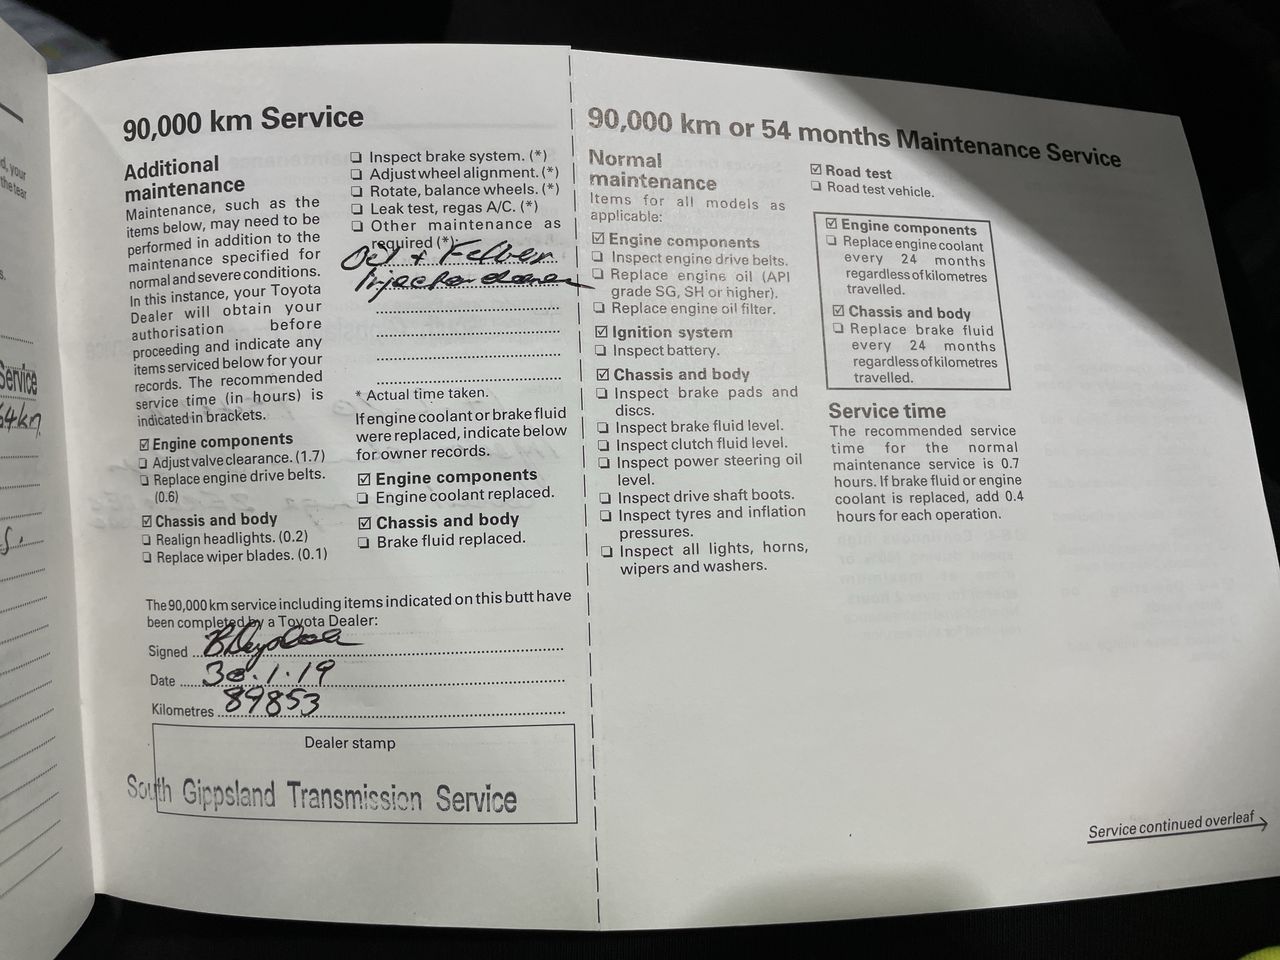 90,000 km Service
Additional
maintenance
Maintenance, such as the
items below, may need to be
performed in addition to the
maintenance specified for
normal and severe conditions.
In this instance, your Toyota
Dealer will obtain your
authorisation before
proceeding and indicate any
items serviced below for your
records. The recommended
service time (in hours) is
indicated in brackets.
☑ Engine components
❏ Adjust valve clearance. (1.7)
❏ Replace engine drive belts.
(0.6)
☑ Chassis and body
❏ Realign headlights. (0.2)
❏ Replace wiper blades. (0.1)
❏ Inspect brake system. (*)
❏ Adjust wheel alignment. (*)
❏ Rotate, balance wheels. (*)
❏ Leak test, regas A/C. (*)
❏ Other maintenance as
required (*):
Oil + Filter
Injector cleaner
* Actual time taken.
If engine coolant or brake fluid
were replaced, indicate below
for owner records.
☑ Engine components
❏ Engine coolant replaced.
☑ Chassis and body
❏ Brake fluid replaced.
The 90,000 km service including items indicated on this butt have
been completed by a Toyota Dealer:
Signed
Date 30.1.19
Kilometres 89853
Dealer stamp
South Gippsland Transmission Service
90,000 km or 54 months Maintenance Service
Normal
maintenance
Items for all models as
applicable:
☑ Engine components
❏ Inspect engine drive belts.
❏ Replace engine oil (API
grade SG, SH or higher).
❏ Replace engine oil filter.
☑ Ignition system
❏ Inspect battery.
☑ Chassis and body
❏ Inspect brake pads and
discs.
❏ Inspect brake fluid level.
❏ Inspect clutch fluid level.
❏ Inspect power steering oil
level.
❏ Inspect drive shaft boots.
❏ Inspect tyres and inflation
pressures.
❏ Inspect all lights, horns,
wipers and washers.
☑ Road test
❏ Road test vehicle.
☑ Engine components
❏ Replace engine coolant
every 24 months
regardless of kilometres
travelled.
☑ Chassis and body
❏ Replace brake fluid
every 24 months
regardless of kilometres
travelled.
Service time
The recommended service
time for the normal
maintenance service is 0.7
hours. If brake fluid or engine
coolant is replaced, add 0.4
hours for each operation.
Service continued overleaf